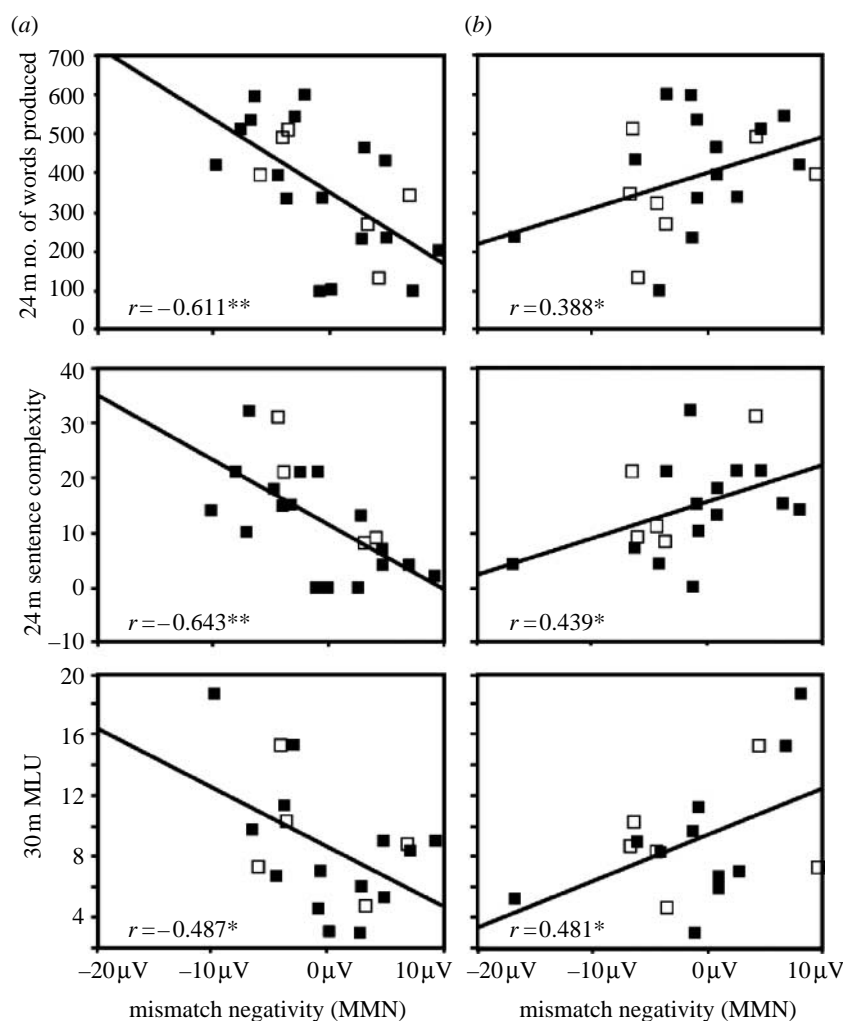 (a)
(b)
24 m no. of words produced
700
600
500
400
300
200
100
0
r = –0.611**
r = 0.388*
24 m sentence complexity
40
30
20
10
0
–10
r = –0.643**
r = 0.439*
30 m MLU
20
16
12
8
4
r = –0.487*
r = 0.481*
–20 µV
–10 µV
0 µV
10 µV
–20 µV
–10 µV
0 µV
10 µV
mismatch negativity (MMN)
mismatch negativity (MMN)